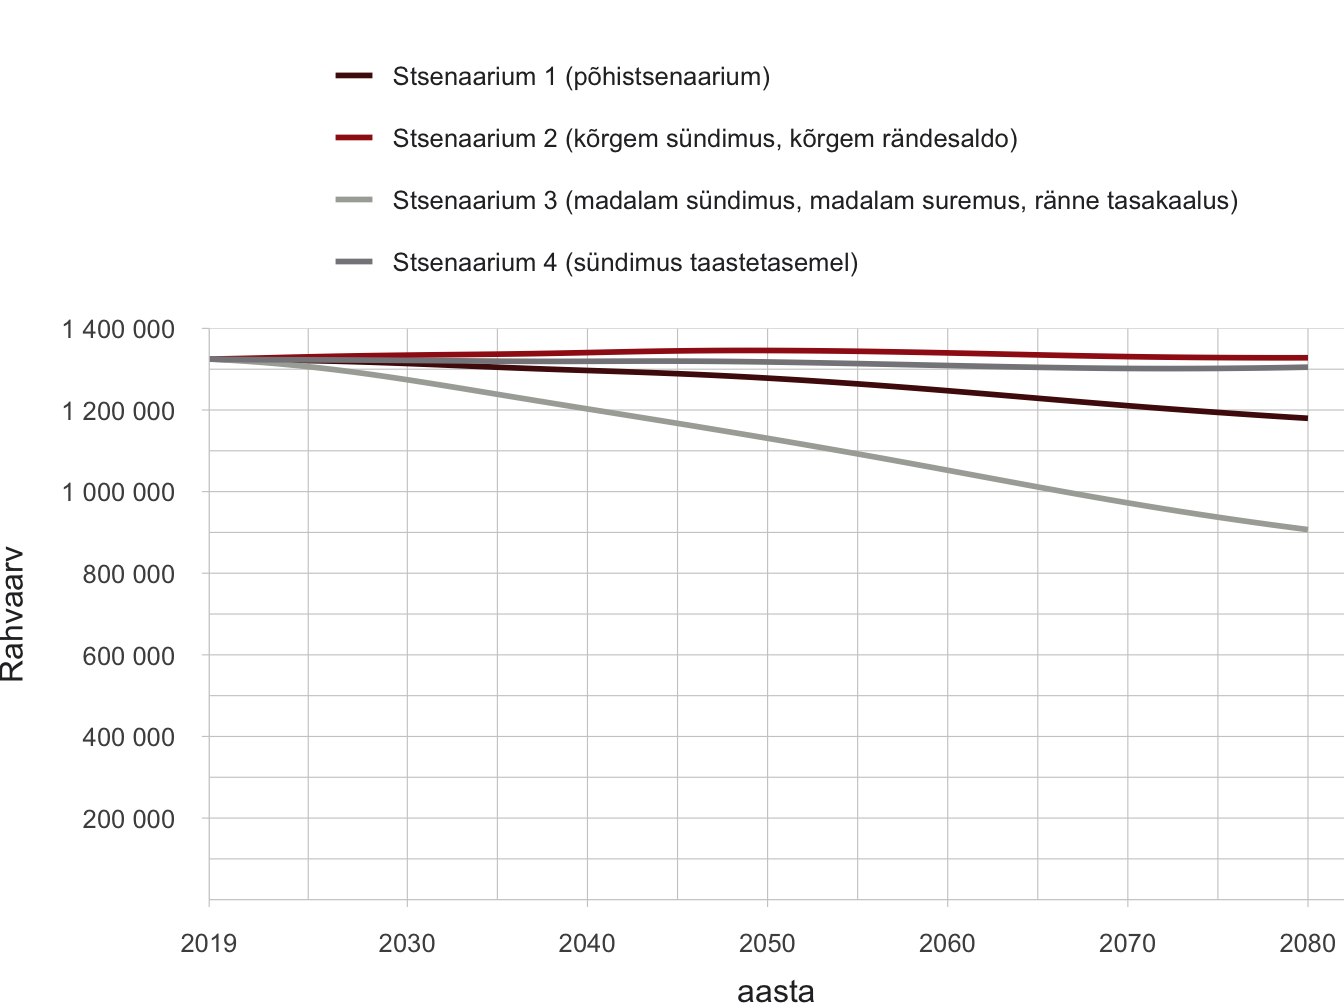 Stsenaarium 1 (põhistsenaarium)
Stsenaarium 2 (kõrgem sündimus, kõrgem rändesaldo)
Stsenaarium 3 (madalam sündimus, madalam suremus, ränne tasakaalus)
Stsenaarium 4 (sündimus taastetasemel)
1 400 000
1 200 000
1 000 000
800 000
600 000
400 000
200 000
Rahvaarv
2019 2030 2040 2050 2060 2070 2080
aasta